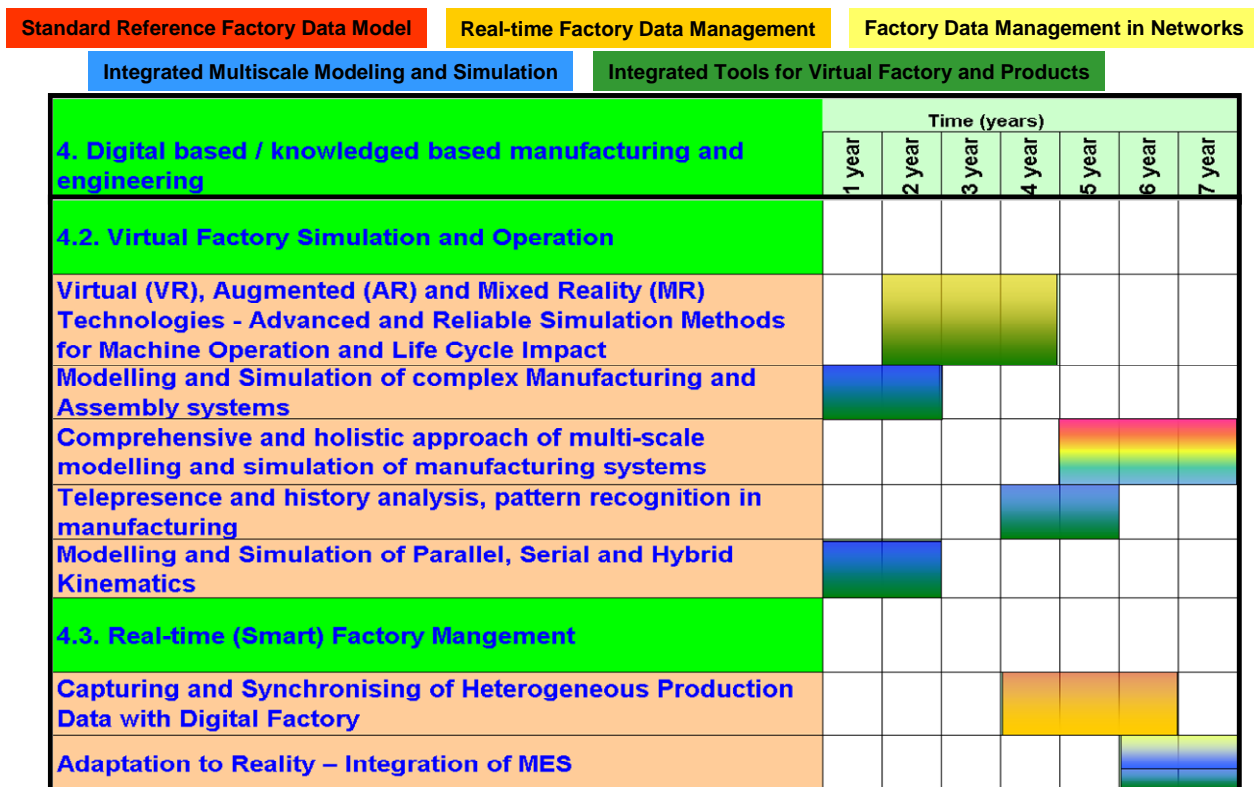 Standard Reference Factory Data Model
Real-time Factory Data Management
Factory Data Management in Networks
Integrated Multiscale Modeling and Simulation
Integrated Tools for Virtual Factory and Products
4. Digital based / knowledged based manufacturing and
engineering
Time (years)
1 year
2 year
3 year
4 year
5 year
6 year
7 year
4.2. Virtual Factory Simulation and Operation
Virtual (VR), Augmented (AR) and Mixed Reality (MR)
Technologies - Advanced and Reliable Simulation Methods
for Machine Operation and Life Cycle Impact
Modelling and Simulation of complex Manufacturing and
Assembly systems
Comprehensive and holistic approach of multi-scale
modelling and simulation of manufacturing systems
Telepresence and history analysis, pattern recognition in
manufacturing
Modelling and Simulation of Parallel, Serial and Hybrid
Kinematics
4.3. Real-time (Smart) Factory Mangement
Capturing and Synchronising of Heterogeneous Production
Data with Digital Factory
Adaptation to Reality – Integration of MES